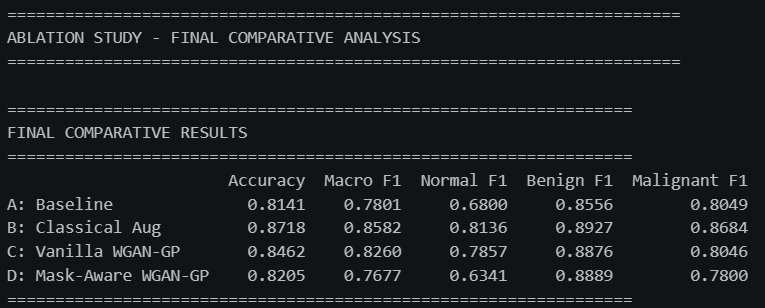 ======================================================================
ABLATION STUDY - FINAL COMPARATIVE ANALYSIS
======================================================================
=================================================================
FINAL COMPARATIVE RESULTS
=================================================================
Accuracy Macro F1 Normal F1 Benign F1 Malignant F1
A: Baseline 0.8141 0.7801 0.6800 0.8556 0.8049
B: Classical Aug 0.8718 0.8582 0.8136 0.8927 0.8684
C: Vanilla WGAN-GP 0.8462 0.8260 0.7857 0.8876 0.8046
D: Mask-Aware WGAN-GP 0.8205 0.7677 0.6341 0.8889 0.7800
=================================================================